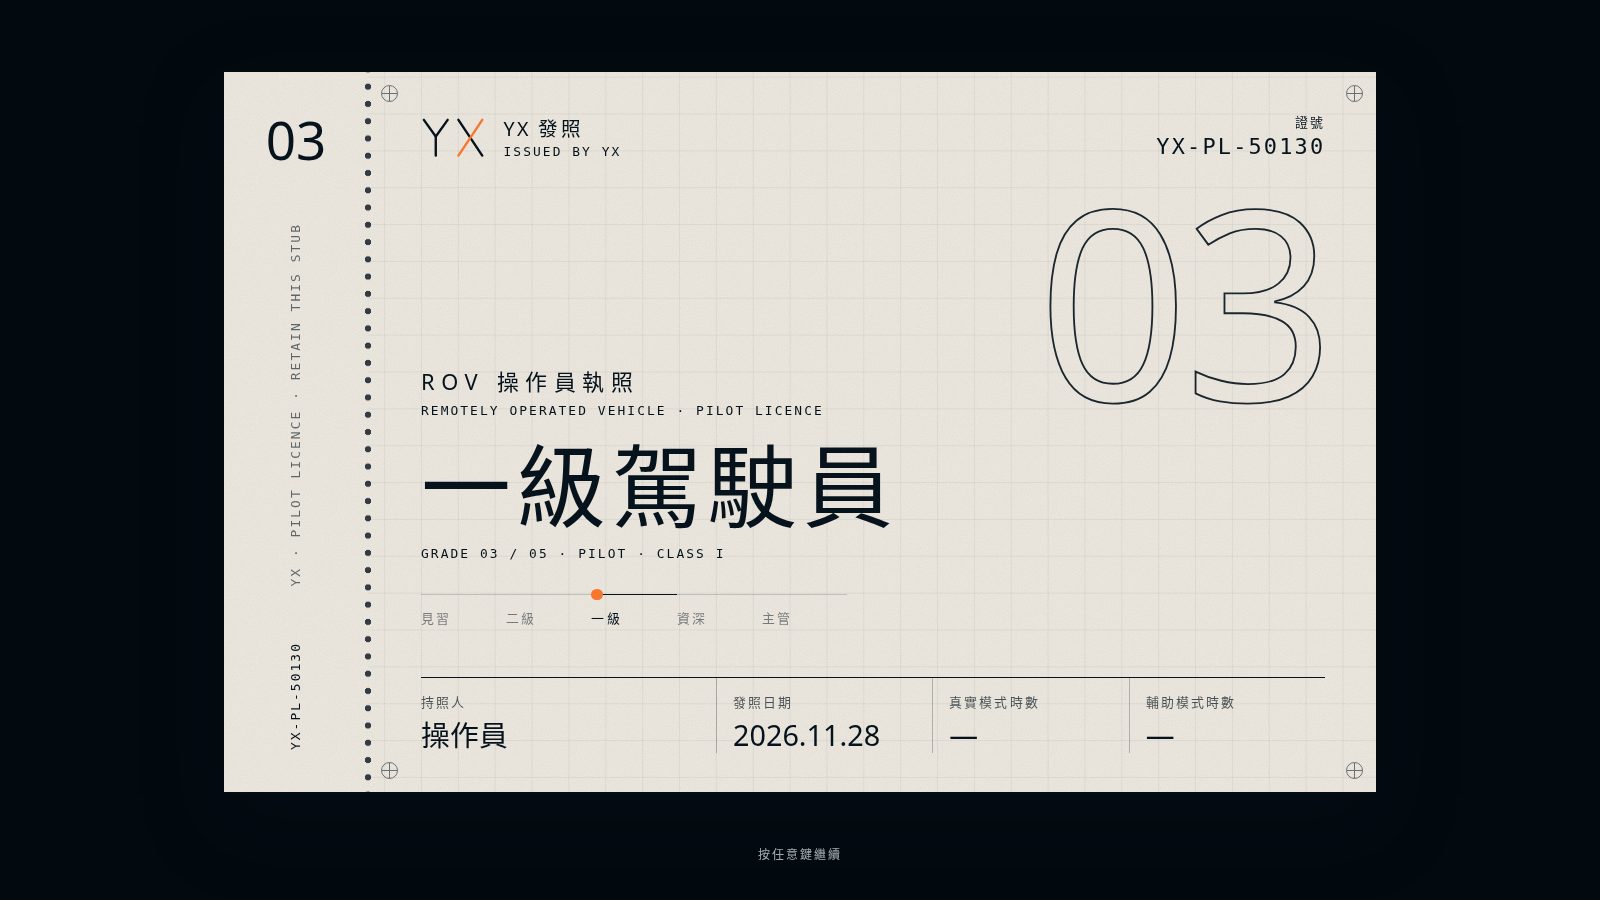 03
YX · PILOT LICENCE · RETAIN THIS STUB
YX-PL-50130
YX
YX 發照
ISSUED BY YX
證號
YX-PL-50130
03
ROV 操作員執照
REMOTELY OPERATED VEHICLE · PILOT LICENCE
一級駕駛員
GRADE 03 / 05 · PILOT · CLASS I
見習 二級 一級 資深 主管
持照人 發照日期 真實模式時數 輔助模式時數
操作員 2026.11.28 — —
按任意鍵繼續